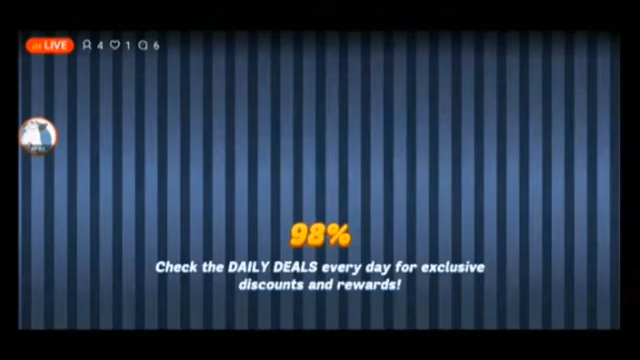 LIVE 4 1 6
98%
Check the DAILY DEALS every day for exclusive
discounts and rewards!